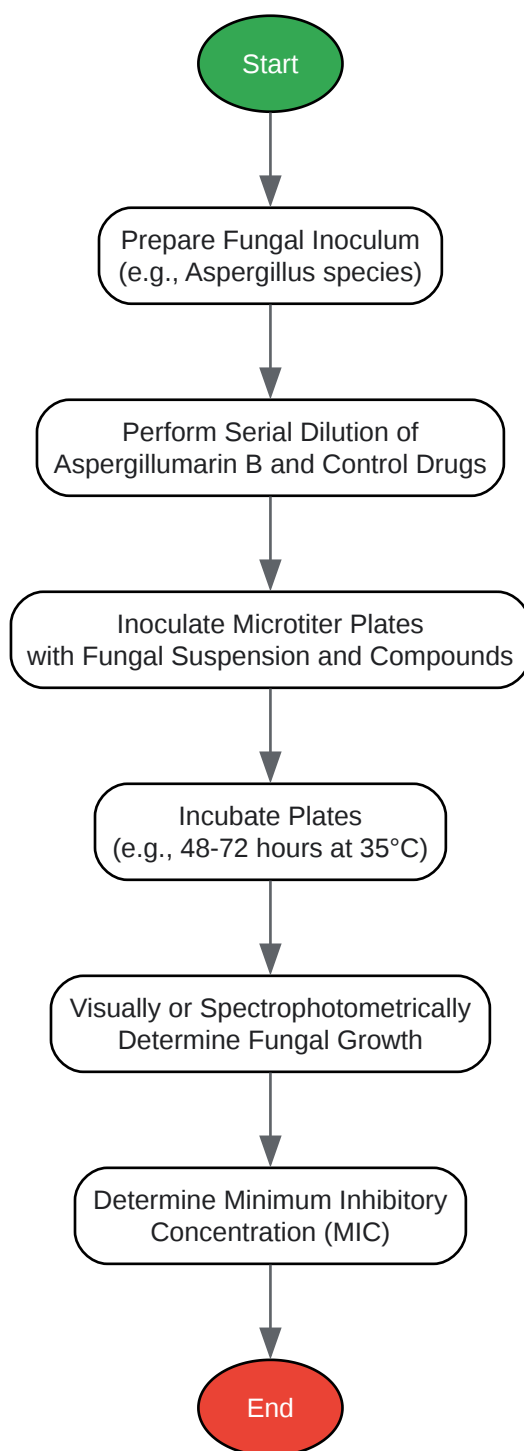 Start
Prepare Fungal Inoculum
(e.g., Aspergillus species)
Perform Serial Dilution of
Aspergillumarin B and Control Drugs
Inoculate Microtiter Plates
with Fungal Suspension and Compounds
Incubate Plates
(e.g., 48-72 hours at 35°C)
Visually or Spectrophotometrically
Determine Fungal Growth
Determine Minimum Inhibitory
Concentration (MIC)
End